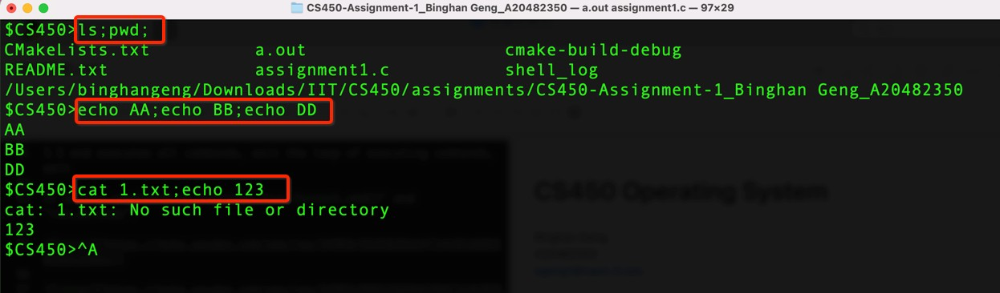 CS450-Assignment-1_Binghan Geng_A20482350 — a.out assignment1.c — 97×29
$CS450>ls;pwd;
CMakeLists.txt a.out cmake-build-debug
README.txt assignment1.c shell_log
/Users/binghangeng/Downloads/IIT/CS450/assignments/CS450-Assignment-1_Binghan Geng_A20482350
$CS450>echo AA;echo BB;echo DD
AA
BB
DD
$CS450>cat 1.txt;echo 123
cat: 1.txt: No such file or directory
123
$CS450>^A
CS450 Operating System